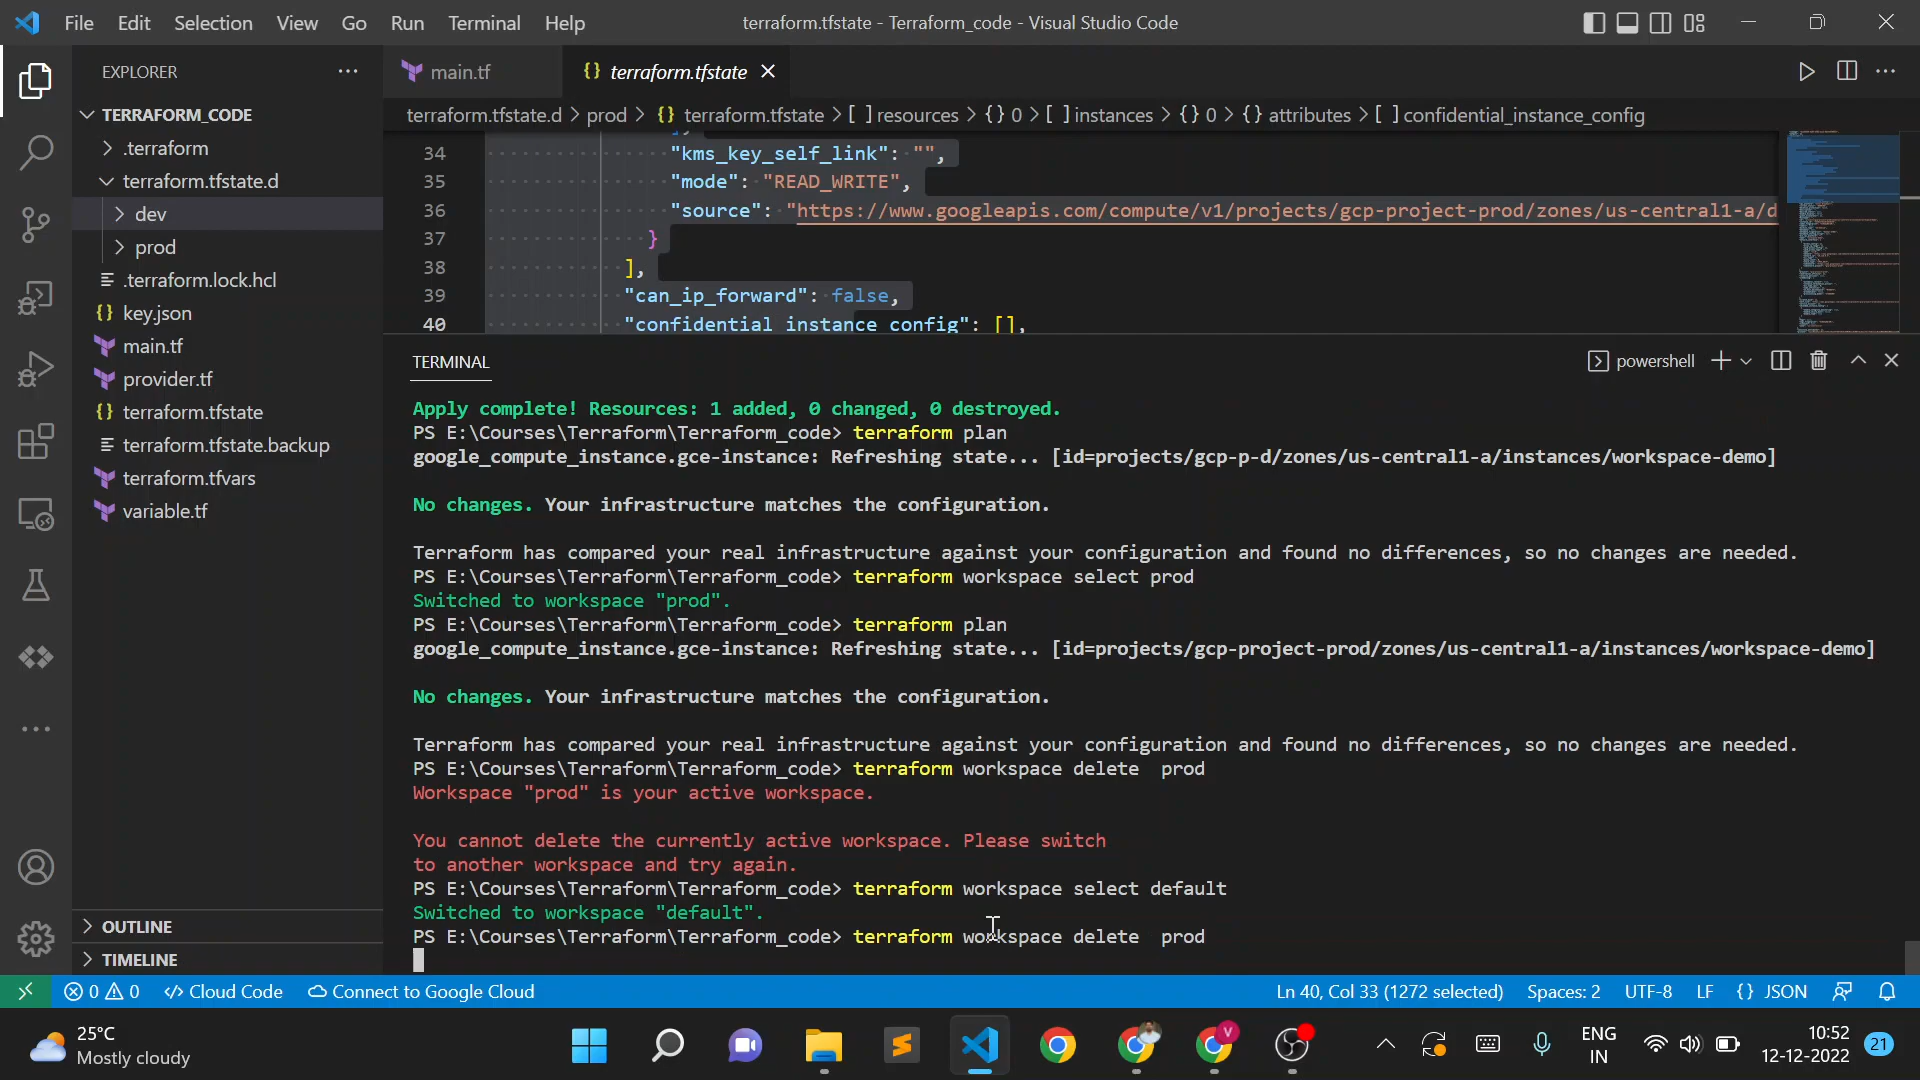 File Edit Selection View Go Run Terminal Help
terraform.tfstate - Terraform_code - Visual Studio Code
EXPLORER
TERRAFORM_CODE
.terraform
terraform.tfstate.d
dev
prod
.terraform.lock.hcl
{} key.json
main.tf
provider.tf
{} terraform.tfstate
terraform.tfstate.backup
terraform.tfvars
variable.tf
OUTLINE
TIMELINE
main.tf
{} terraform.tfstate
terraform.tfstate.d > prod > {} terraform.tfstate > [ ] resources > {} 0 > [ ] instances > {} 0 > {} attributes > [ ] confidential_instance_config
34 "kms_key_self_link": "",
35 "mode": "READ_WRITE",
36 "source": "https://www.googleapis.com/compute/v1/projects/gcp-project-prod/zones/us-central1-a/d
37 }
38 ],
39 "can_ip_forward": false,
40 "confidential_instance_config": [],
TERMINAL
powershell
Apply complete! Resources: 1 added, 0 changed, 0 destroyed.
PS E:\Courses\Terraform\Terraform_code> terraform plan
google_compute_instance.gce-instance: Refreshing state... [id=projects/gcp-p-d/zones/us-central1-a/instances/workspace-demo]
No changes. Your infrastructure matches the configuration.
Terraform has compared your real infrastructure against your configuration and found no differences, so no changes are needed.
PS E:\Courses\Terraform\Terraform_code> terraform workspace select prod
Switched to workspace "prod".
PS E:\Courses\Terraform\Terraform_code> terraform plan
google_compute_instance.gce-instance: Refreshing state... [id=projects/gcp-project-prod/zones/us-central1-a/instances/workspace-demo]
No changes. Your infrastructure matches the configuration.
Terraform has compared your real infrastructure against your configuration and found no differences, so no changes are needed.
PS E:\Courses\Terraform\Terraform_code> terraform workspace delete  prod
Workspace "prod" is your active workspace.
You cannot delete the currently active workspace. Please switch
to another workspace and try again.
PS E:\Courses\Terraform\Terraform_code> terraform workspace select default
Switched to workspace "default".
PS E:\Courses\Terraform\Terraform_code> terraform workspace delete  prod
0 0 Cloud Code Connect to Google Cloud
Ln 40, Col 33 (1272 selected) Spaces: 2 UTF-8 LF {} JSON
25°C
Mostly cloudy
ENG
IN
10:52
12-12-2022
21